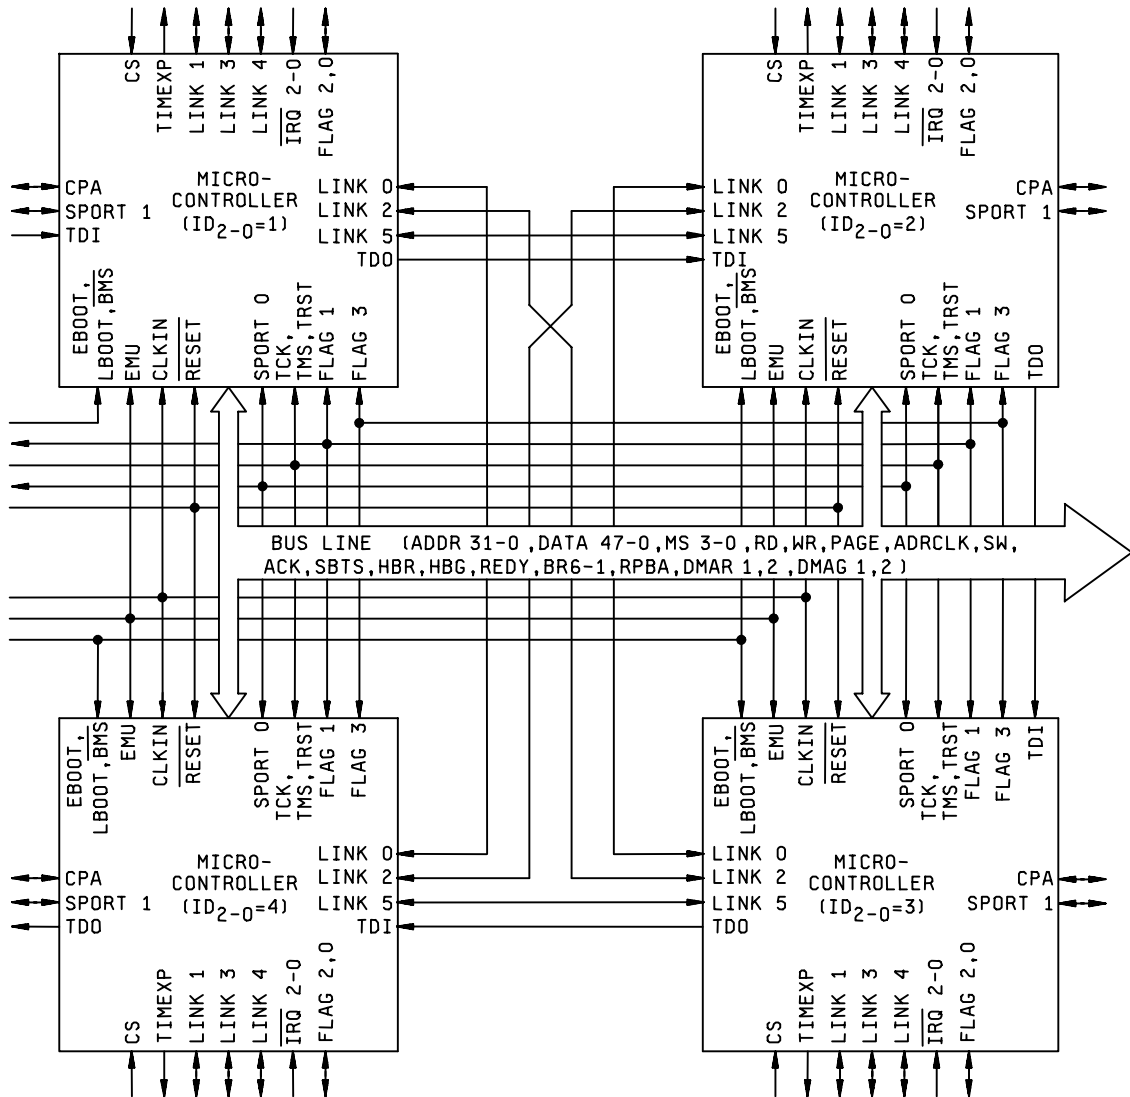 CS
TIMEXP
LINK 1
LINK 3
LINK 4
IRQ 2-0
FLAG 2,0
CPA
SPORT 1
TDI
MICRO-
CONTROLLER
(ID2-0=1)
LINK 0
LINK 2
LINK 5
TDO
EBOOT,
LBOOT,BMS
EMU
CLKIN
RESET
SPORT 0
TCK,
TMS,TRST
FLAG 1
FLAG 3
CS
TIMEXP
LINK 1
LINK 3
LINK 4
IRQ 2-0
FLAG 2,0
LINK 0
LINK 2
LINK 5
TDI
MICRO-
CONTROLLER
(ID2-0=2)
CPA
SPORT 1
EBOOT,
LBOOT,BMS
EMU
CLKIN
RESET
SPORT 0
TCK,
TMS,TRST
FLAG 1
FLAG 3
TDO
BUS LINE (ADDR 31-0,DATA 47-0,MS 3-0,RD,WR,PAGE,ADRCLK,SW,
ACK,SBTS,HBR,HBG,REDY,BR6-1,RPBA,DMAR 1,2,DMAG 1,2)
EBOOT,
LBOOT,BMS
EMU
CLKIN
RESET
SPORT 0
TCK,
TMS,TRST
FLAG 1
FLAG 3
CPA
SPORT 1
TDO
MICRO-
CONTROLLER
(ID2-0=4)
LINK 0
LINK 2
LINK 5
TDI
CS
TIMEXP
LINK 1
LINK 3
LINK 4
IRQ 2-0
FLAG 2,0
EBOOT,
LBOOT,BMS
EMU
CLKIN
RESET
SPORT 0
TCK,
TMS,TRST
FLAG 1
FLAG 3
TDI
LINK 0
LINK 2
LINK 5
TDO
MICRO-
CONTROLLER
(ID2-0=3)
CPA
SPORT 1
CS
TIMEXP
LINK 1
LINK 3
LINK 4
IRQ 2-0
FLAG 2,0